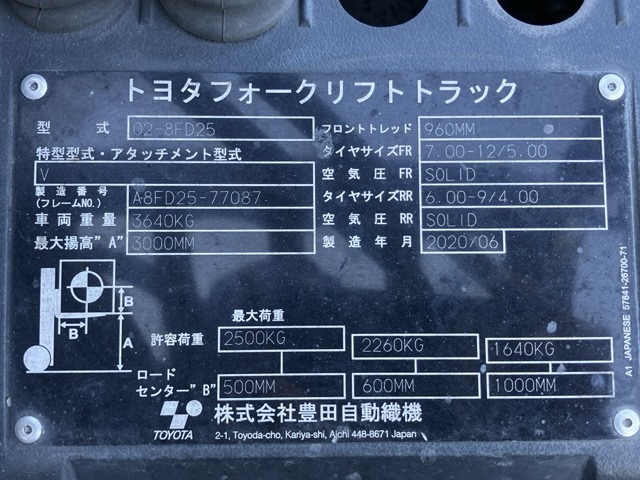 トヨタフォークリフトトラック
型式 02-8FD25 フロントトレッド 960MM
特型型式・アタッチメント型式 タイヤサイズFR 7.00-12/5.00
V 空気圧 FR SOLID
製造番号 (フレームNO.) A8FD25-77087 タイヤサイズRR 6.00-9/4.00
車両重量 3640KG 空気圧 RR SOLID
最大揚高"A" 3000MM 製造年月 2020/06
B
B
A
最大荷重
許容荷重 2500KG 2260KG 1640KG
ロードセンター"B" 500MM 600MM 1000MM
TOYOTA 株式会社豊田自動織機
2-1, Toyoda-cho, Kariya-shi, Aichi 448-8671 Japan
A1 JAPANESE 57841-26700-71